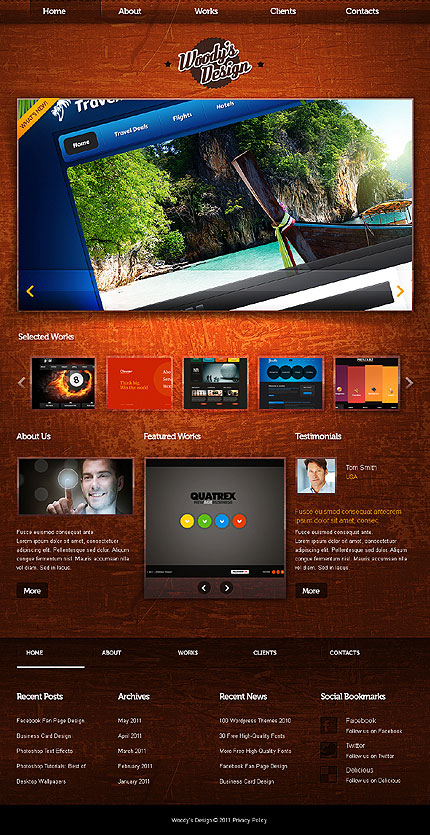 Home About Works Clients Contacts
Woody's
Design
WHAT'S NEW!
Home Travel Deals Flights Hotels
Selected Works
8
About Us Featured Works Testimonials
QUATREX
Tom Smith
USA
Fusce eu smod consequat antecerem
ipsum dolor sit amet, consec
Fusce euismod consequat ante.
Lorem ipsum dolor sit amet, consectetuer
adipiscing elit. Pellentesque sed dolor. Aliqum
congue fermentum nisl. Mauris accumsan nulla
vel diam. Sed in lacus.
Fusce euismod consequat ante.
Lorem ipsum dolor sit amet, consectetuer
adipiscing elit. Pellentesque sed dolor. Aliqum
congue fermentum nisl. Mauris accumsan nulla
vel diam.
More More
HOME ABOUT WORKS CLIENTS CONTACTS
Recent Posts
Facebook Fan Page Design
Business Card Design
Photoshop Text Effects
Photoshop Tutorials: Best of
Desktop Wallpapers
Archives
May 2011
April 2011
March 2011
February 2011
January 2011
Recent News
100 Wordpress Themes 2010
30 Free High-Quality Fonts
More Free High-Quality Fonts
Facebook Fan Page Design
Business Card Design
Social Bookmarks
Facebook
Follow us on Facebook
Twitter
Follow us on Twitter
Delicious
Follow us on Delicious
Woody's Design © 2011 Privacy Policy